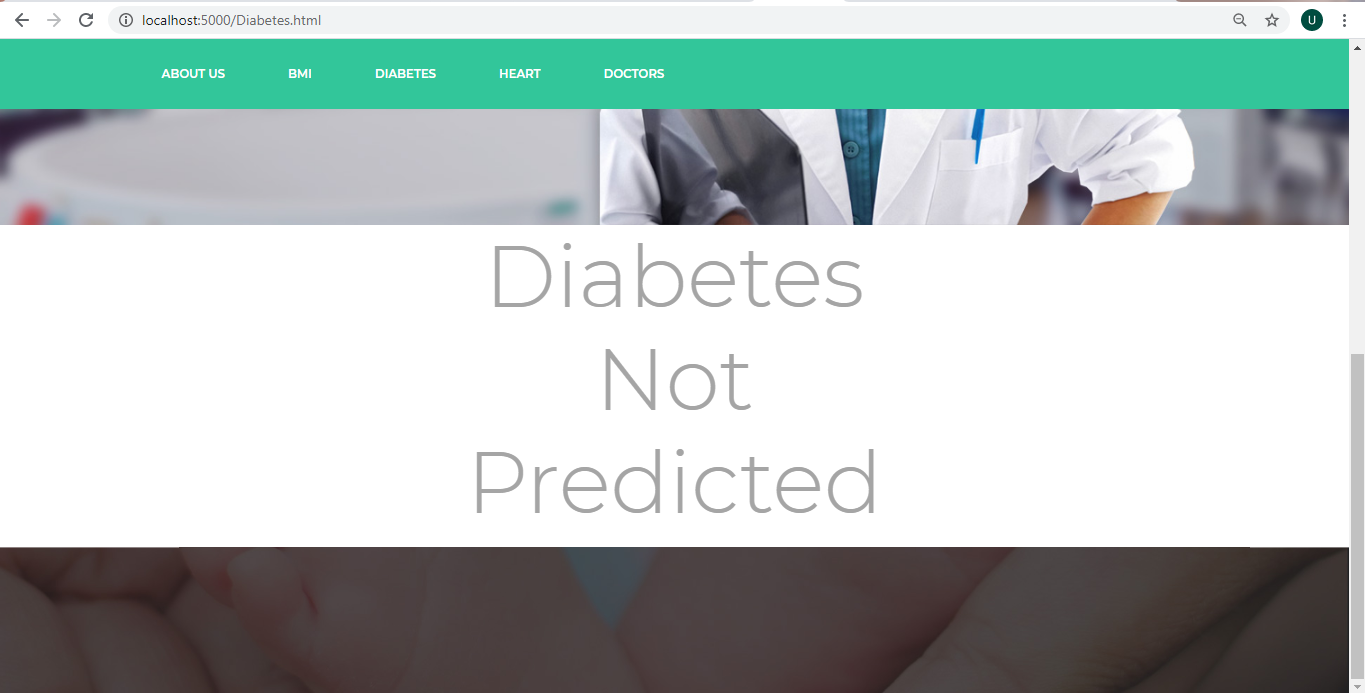 localhost:5000/Diabetes.html
U
ABOUT US BMI DIABETES HEART DOCTORS
Diabetes
Not
Predicted